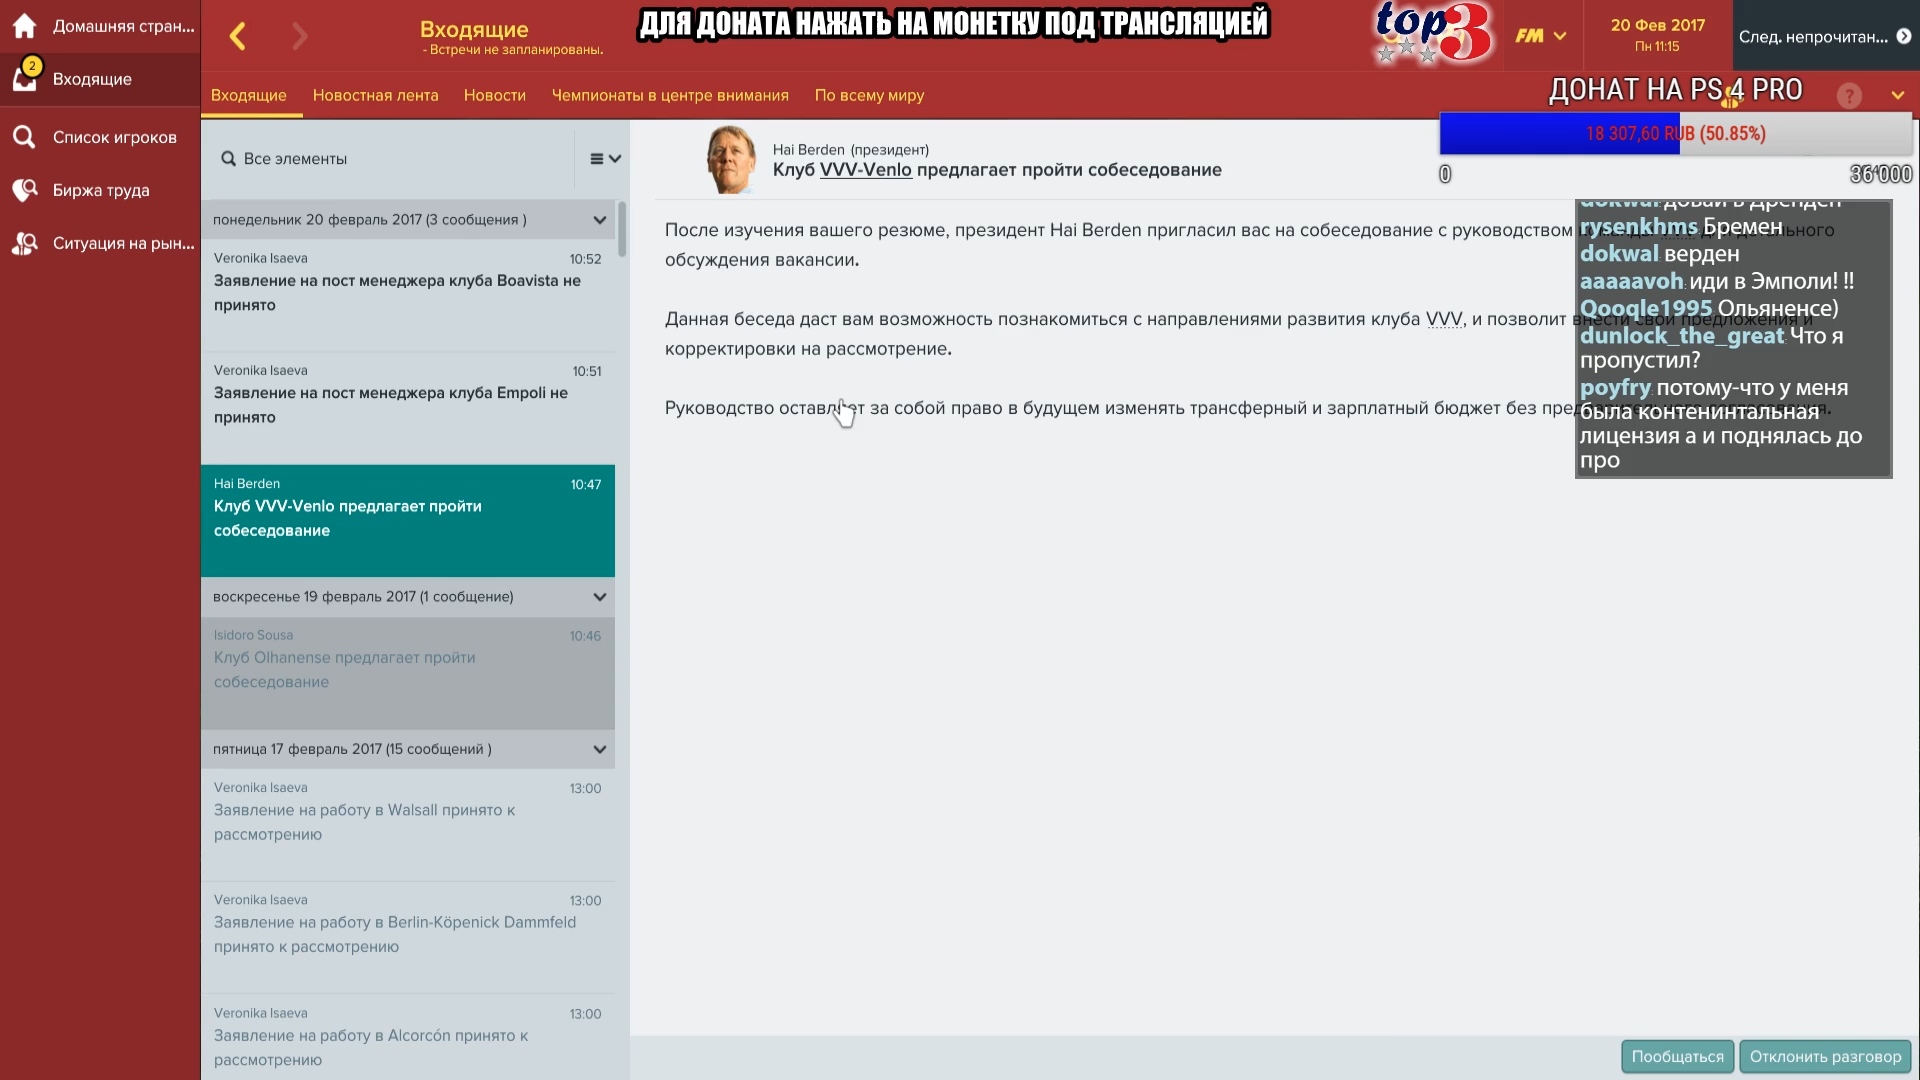 Домашняя стран...
2
Входящие
Список игроков
Биржа труда
Ситуация на рын...
Входящие
- Встречи не запланированы.
ДЛЯ ДОНАТА НАЖАТЬ НА МОНЕТКУ ПОД ТРАНСЛЯЦИЕЙ
top3
FM
20 Фев 2017
Пн 11:15
След. непрочитан...
Входящие Новостная лента Новости Чемпионаты в центре внимания По всему миру
ДОНАТ НА PS 4 PRO
?
18 307,60 RUB (50.85%)
0
36'000
Все элементы
понедельник 20 февраль 2017 (3 сообщения )
Veronika Isaeva 10:52
Заявление на пост менеджера клуба Boavista не
принято
Veronika Isaeva 10:51
Заявление на пост менеджера клуба Empoli не
принято
Hai Berden 10:47
Клуб VVV-Venlo предлагает пройти
собеседование
воскресенье 19 февраль 2017 (1 сообщение)
Isidoro Sousa 10:46
Клуб Olhanense предлагает пройти
собеседование
пятница 17 февраль 2017 (15 сообщений )
Veronika Isaeva 13:00
Заявление на работу в Walsall принято к
рассмотрению
Veronika Isaeva 13:00
Заявление на работу в Berlin-Köpenick Dammfeld
принято к рассмотрению
Veronika Isaeva 13:00
Заявление на работу в Alcorcón принято к
рассмотрению
Hai Berden (президент)
Клуб VVV-Venlo предлагает пройти собеседование
После изучения вашего резюме, президент Hai Berden пригласил вас на собеседование с руководством
обсуждения вакансии.
Данная беседа даст вам возможность познакомиться с направлениями развития клуба VVV, и позволит внести свои предложения и
корректировки на рассмотрение.
Руководство оставляет за собой право в будущем изменять трансферный и зарплатный бюджет без
dokwal: довай в Дренден
rysenkhms: Бремен
dokwal: верден
aaaaavoh: иди в Эмполи! !!
Qooqle1995: Ольяненсе)
dunlock_the_great: Что я
пропустил?
poyfry: потому-что у меня
была контенинтальная
лицензия а и поднялась до
про
Пообщаться
Отклонить разговор